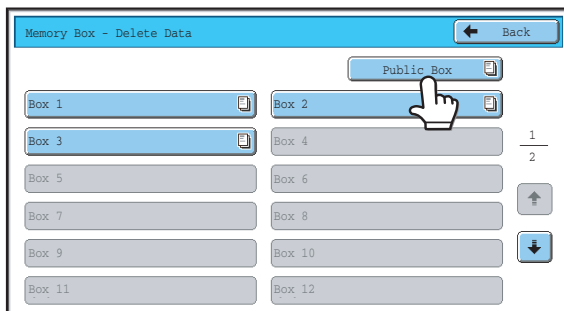 Memory Box - Delete Data
Back
Public Box
Box 1
Box 2
Box 3
Box 4
1
2
Box 5
Box 6
Box 7
Box 8
Box 9
Box 10
Box 11
Box 12